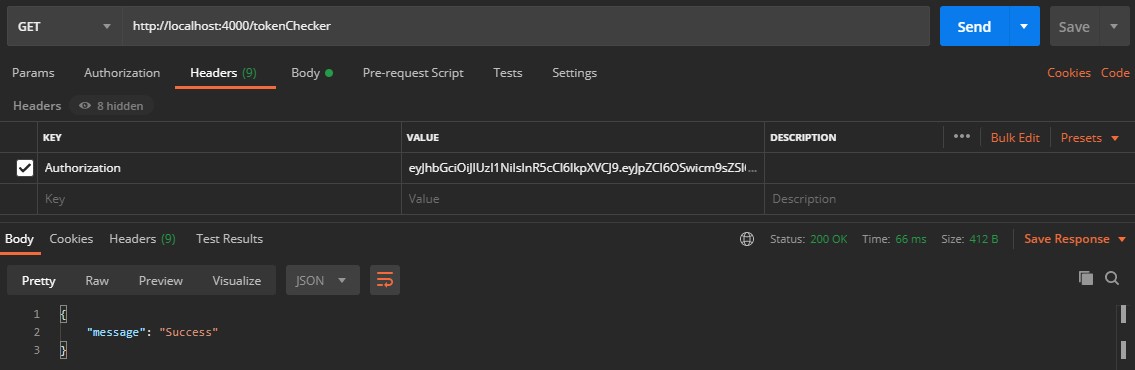 GET http://localhost:4000/tokenChecker Send Save
Params Authorization Headers (9) Body Pre-request Script Tests Settings Cookies Code
Headers 8 hidden
KEY VALUE DESCRIPTION ••• Bulk Edit Presets
Authorization eyJhbGciOiJIUzI1NiIsInR5cCI6IkpXVCJ9.eyJpZCI6OSwicm9sZSI...
Key Value Description
Body Cookies Headers (9) Test Results Status: 200 OK Time: 66 ms Size: 412 B Save Response
Pretty Raw Preview Visualize JSON
1 {
2 "message": "Success"
3 }